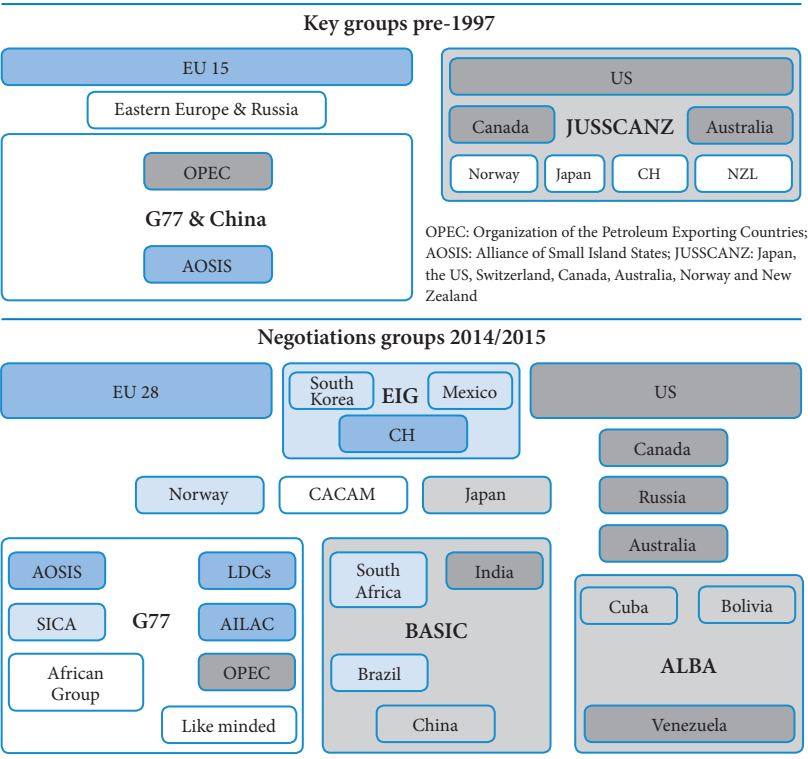 Key groups pre-1997
EU 15
Eastern Europe & Russia
OPEC
G77 & China
AOSIS
US
Canada
JUSSCANZ
Australia
Norway
Japan
CH
NZL
OPEC: Organization of the Petroleum Exporting Countries;
AOSIS: Alliance of Small Island States; JUSSCANZ: Japan,
the US, Switzerland, Canada, Australia, Norway and New
Zealand
Negotiations groups 2014/2015
EU 28
South
Korea
EIG
Mexico
CH
US
Canada
Russia
Australia
Norway
CACAM
Japan
AOSIS
LDCs
SICA
G77
AILAC
African
Group
OPEC
Like minded
South
Africa
India
BASIC
Brazil
China
Cuba
Bolivia
ALBA
Venezuela